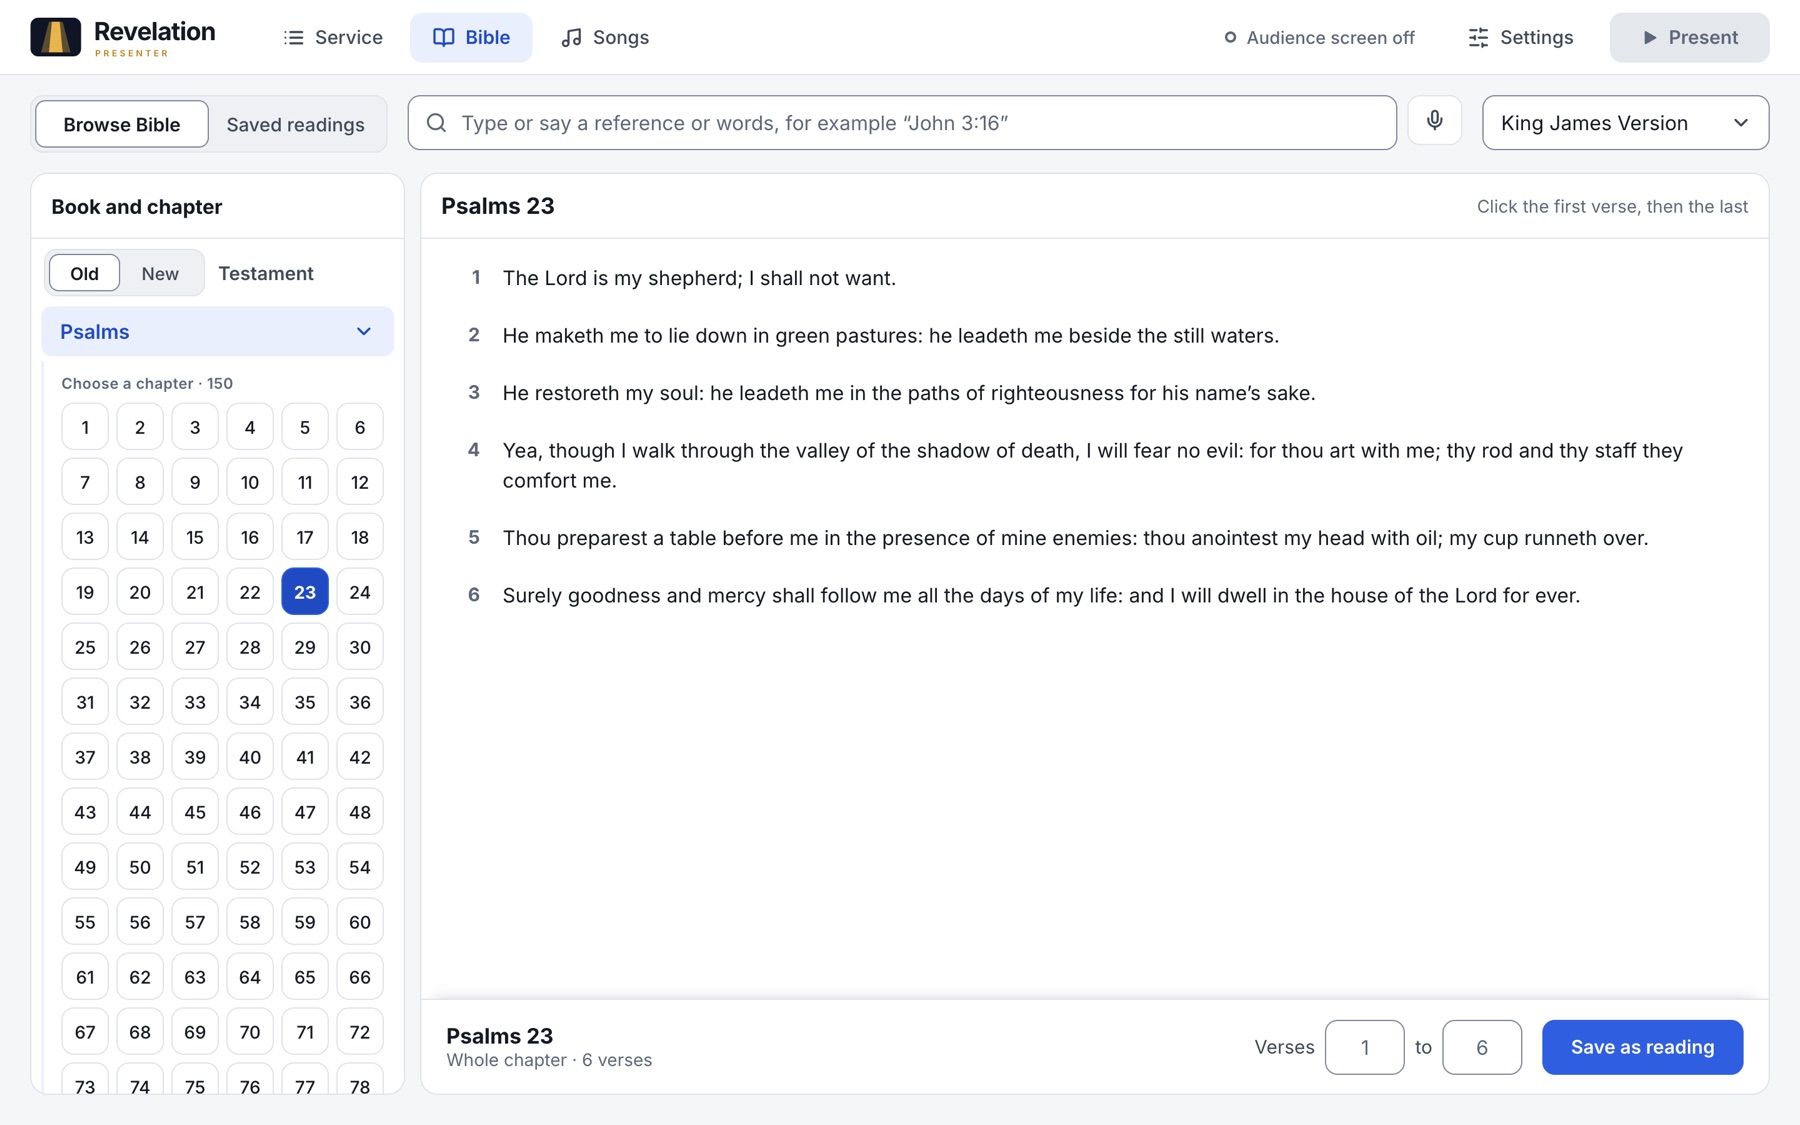 Revelation
PRESENTER
Service
Bible
Songs
Audience screen off
Settings
Present
Browse Bible
Saved readings
Type or say a reference or words, for example “John 3:16”
King James Version
Book and chapter
Old New Testament
Psalms
Choose a chapter · 150
1 2 3 4 5 6
7 8 9 10 11 12
13 14 15 16 17 18
19 20 21 22 23 24
25 26 27 28 29 30
31 32 33 34 35 36
37 38 39 40 41 42
43 44 45 46 47 48
49 50 51 52 53 54
55 56 57 58 59 60
61 62 63 64 65 66
67 68 69 70 71 72
73 74 75 76 77 78
Psalms 23
Click the first verse, then the last
1 The Lord is my shepherd; I shall not want.
2 He maketh me to lie down in green pastures: he leadeth me beside the still waters.
3 He restoreth my soul: he leadeth me in the paths of righteousness for his name’s sake.
4 Yea, though I walk through the valley of the shadow of death, I will fear no evil: for thou art with me; thy rod and thy staff they
comfort me.
5 Thou preparest a table before me in the presence of mine enemies: thou anointest my head with oil; my cup runneth over.
6 Surely goodness and mercy shall follow me all the days of my life: and I will dwell in the house of the Lord for ever.
Psalms 23
Whole chapter · 6 verses
Verses 1 to 6
Save as reading